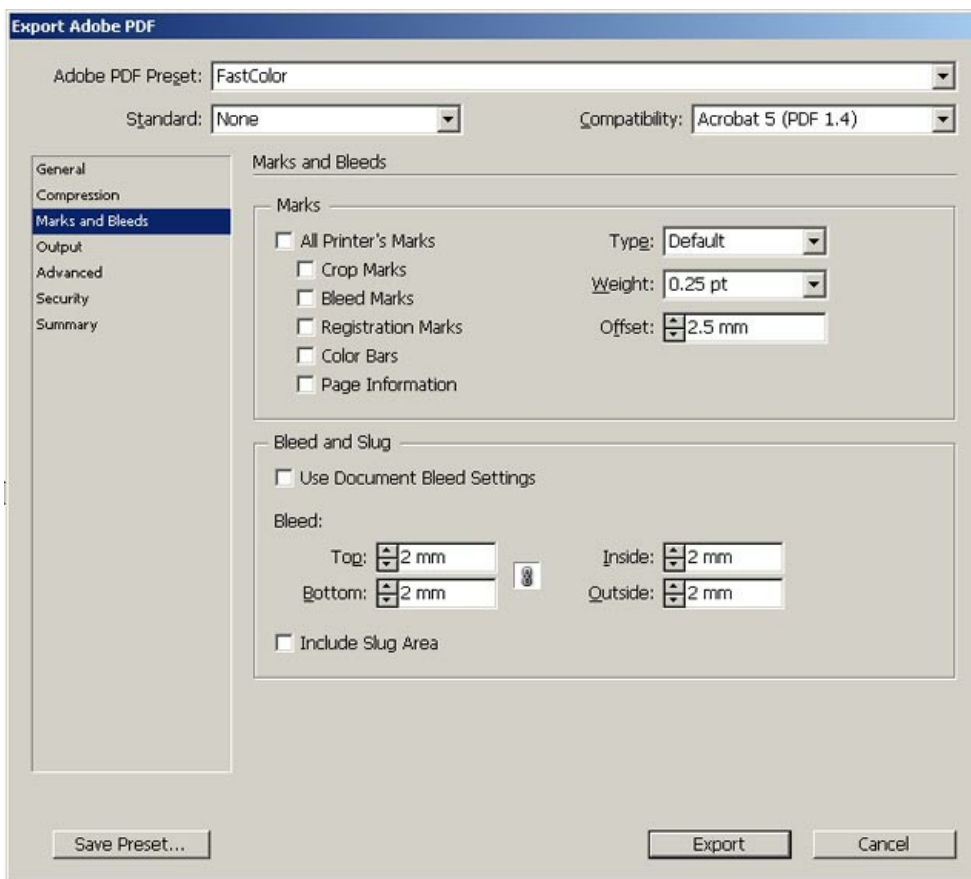 Export Adobe PDF
Adobe PDF Preset: FastColor
Standard: None
Compatibility: Acrobat 5 (PDF 1.4)
General
Compression
Marks and Bleeds
Output
Advanced
Security
Summary
Marks and Bleeds
Marks
All Printer's Marks
Crop Marks
Bleed Marks
Registration Marks
Color Bars
Page Information
Type: Default
Weight: 0.25 pt
Offset: 2.5 mm
Bleed and Slug
Use Document Bleed Settings
Bleed:
Top: 2 mm
Bottom: 2 mm
Inside: 2 mm
Outside: 2 mm
Include Slug Area
Save Preset...
Export
Cancel